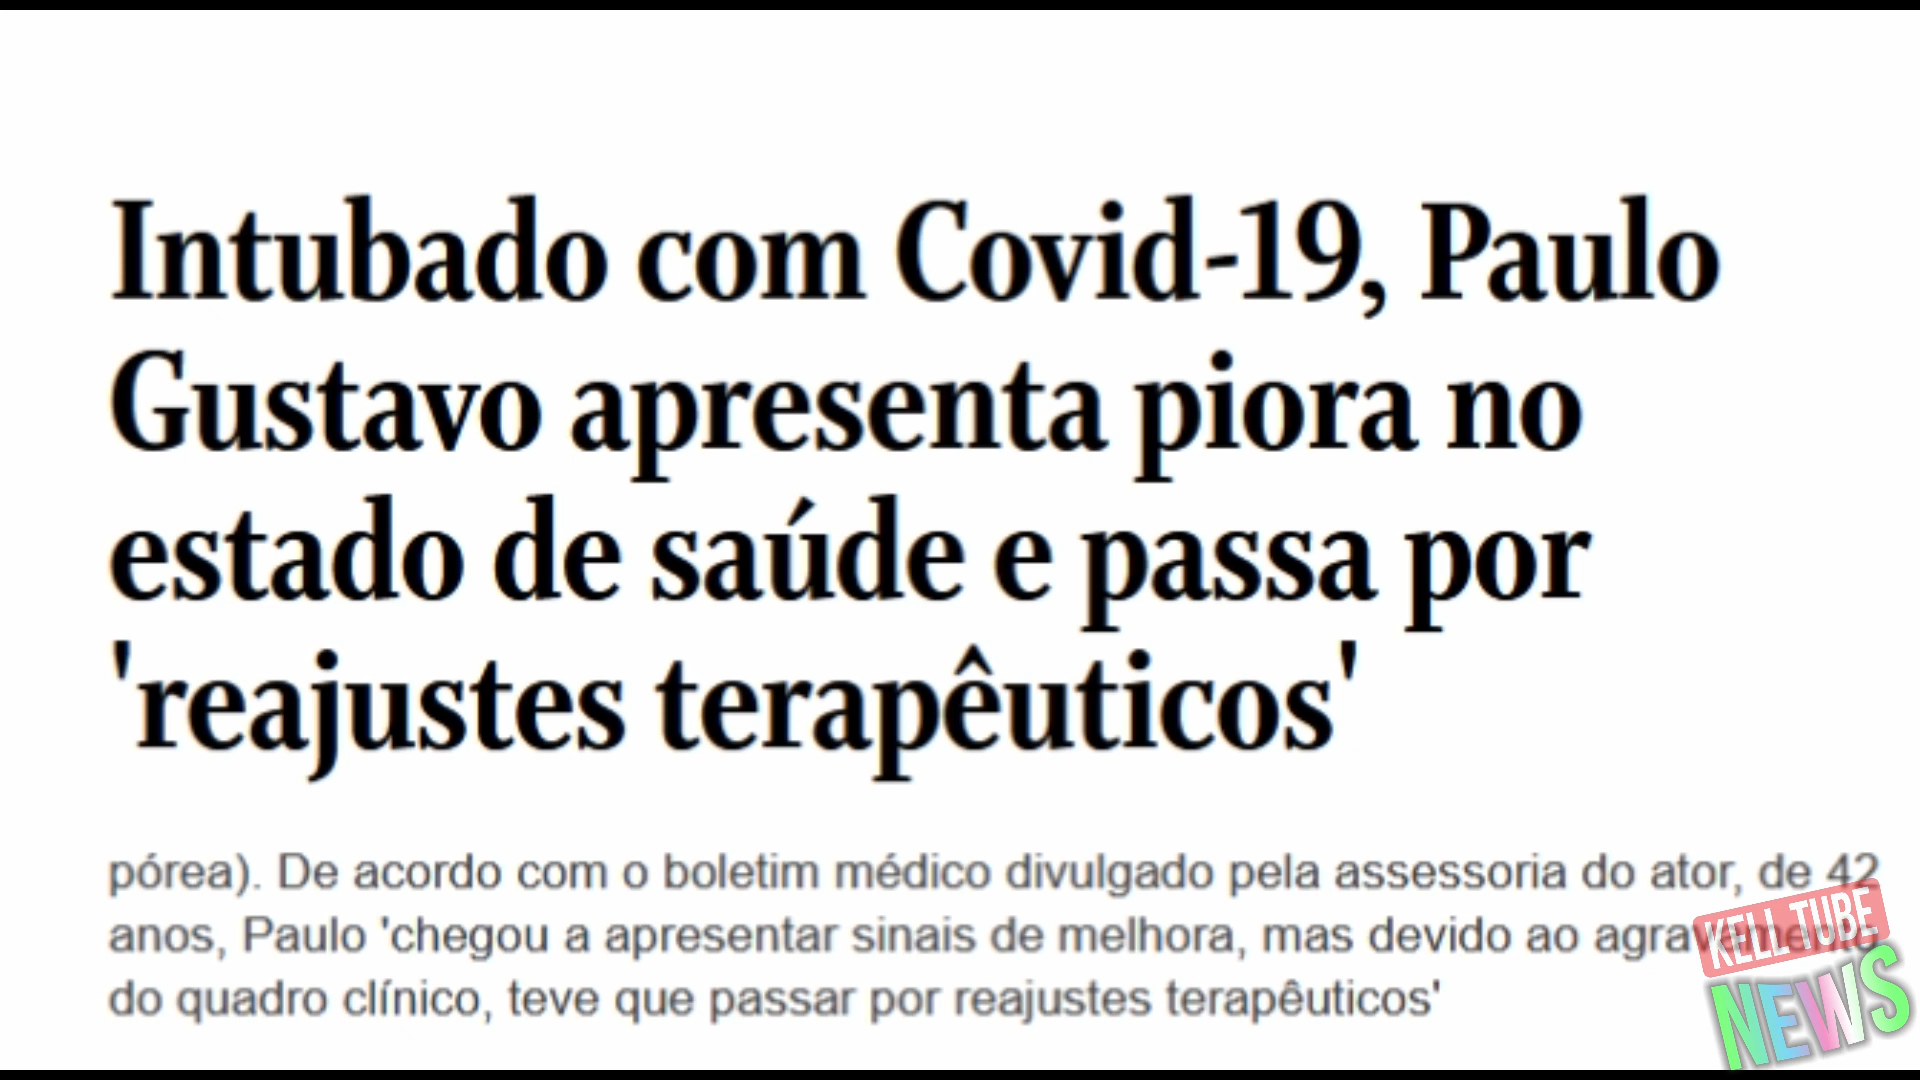 Intubado com Covid-19, Paulo
Gustavo apresenta piora no
estado de saúde e passa por
'reajustes terapêuticos'
pórea). De acordo com o boletim médico divulgado pela assessoria do ator, de 42
anos, Paulo 'chegou a apresentar sinais de melhora, mas devido ao agravamento
do quadro clínico, teve que passar por reajustes terapêuticos'
KELL TUBE
NEWS